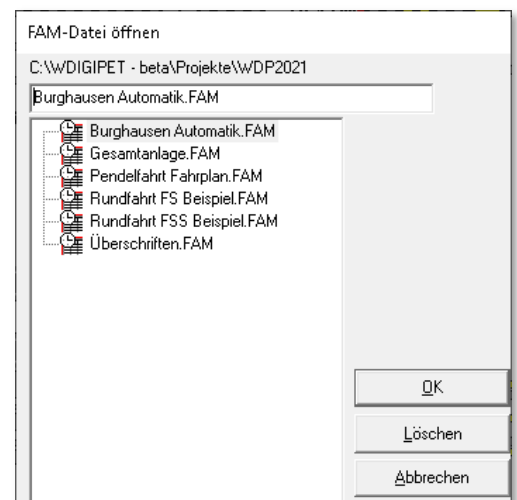 FAM-Datei öffnen
C:\WDIGIPET - beta\Projekte\WDP2021
Burghausen Automatik.FAM
Burghausen Automatik.FAM
Gesamtanlage.FAM
Pendelfahrt Fahrplan.FAM
Rundfahrt FS Beispiel.FAM
Rundfahrt FSS Beispiel.FAM
Überschriften.FAM
OK
Löschen
Abbrechen